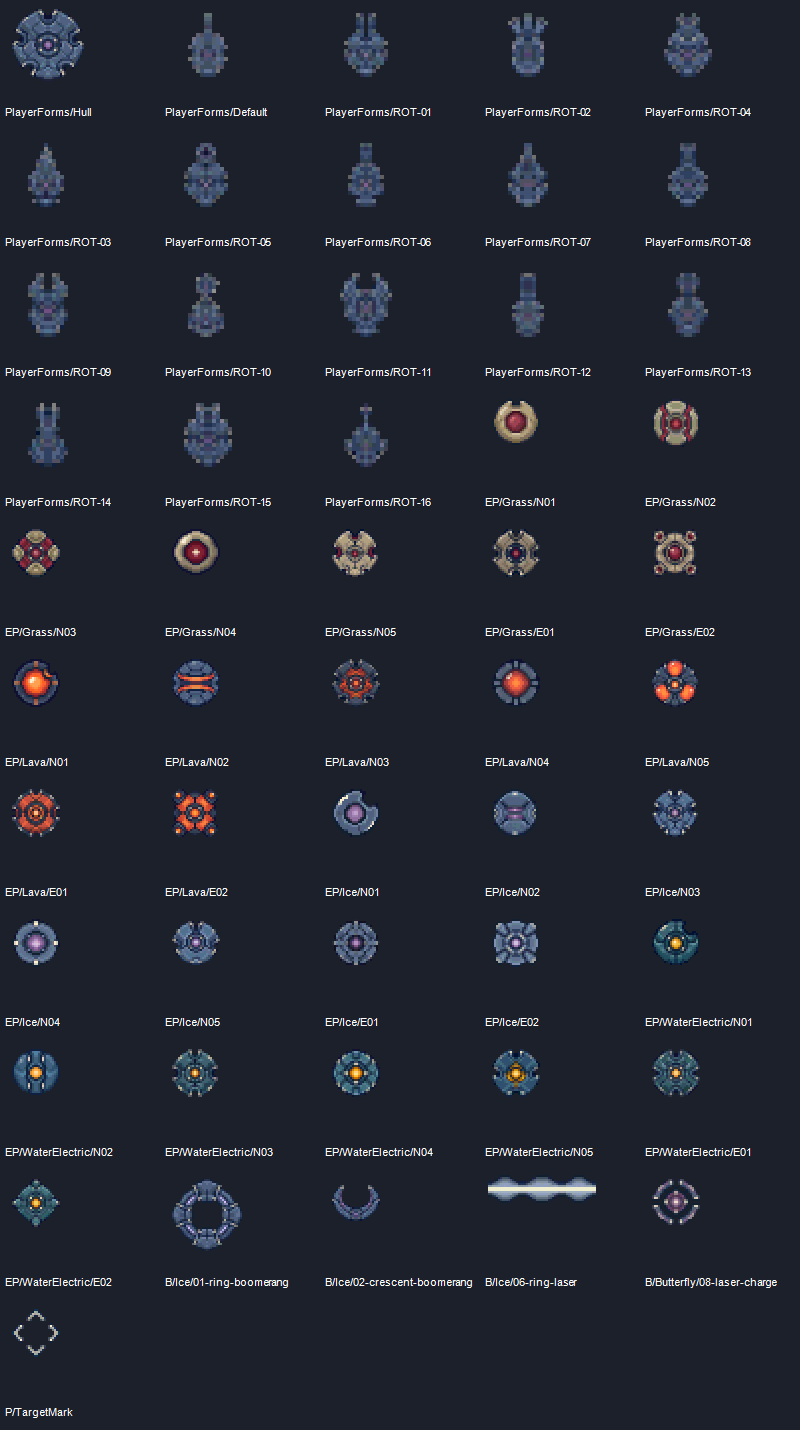 PlayerForms/Hull
PlayerForms/Default
PlayerForms/ROT-01
PlayerForms/ROT-02
PlayerForms/ROT-04
PlayerForms/ROT-03
PlayerForms/ROT-05
PlayerForms/ROT-06
PlayerForms/ROT-07
PlayerForms/ROT-08
PlayerForms/ROT-09
PlayerForms/ROT-10
PlayerForms/ROT-11
PlayerForms/ROT-12
PlayerForms/ROT-13
PlayerForms/ROT-14
PlayerForms/ROT-15
PlayerForms/ROT-16
EP/Grass/N01
EP/Grass/N02
EP/Grass/N03
EP/Grass/N04
EP/Grass/N05
EP/Grass/E01
EP/Grass/E02
EP/Lava/N01
EP/Lava/N02
EP/Lava/N03
EP/Lava/N04
EP/Lava/N05
EP/Lava/E01
EP/Lava/E02
EP/Ice/N01
EP/Ice/N02
EP/Ice/N03
EP/Ice/N04
EP/Ice/N05
EP/Ice/E01
EP/Ice/E02
EP/WaterElectric/N01
EP/WaterElectric/N02
EP/WaterElectric/N03
EP/WaterElectric/N04
EP/WaterElectric/N05
EP/WaterElectric/E01
EP/WaterElectric/E02
B/Ice/01-ring-boomerang
B/Ice/02-crescent-boomerang
B/Ice/06-ring-laser
B/Butterfly/08-laser-charge
P/TargetMark